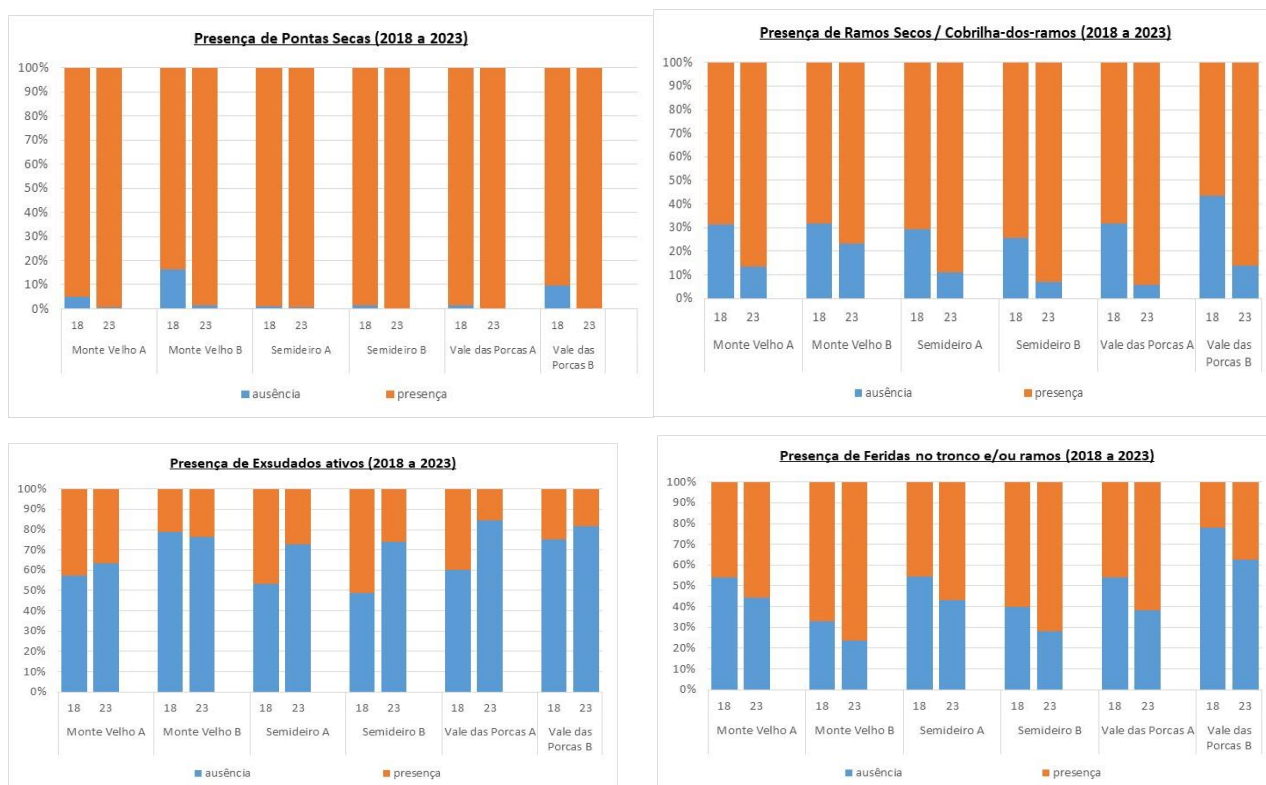 Presença de Pontas Secas (2018 a 2023)
100%
90%
80%
70%
60%
50%
40%
30%
20%
10%
0%
18 23 18 23 18 23 18 23 18 23 18 23
Monte Velho A Monte Velho B Semideiro A Semideiro B Vale das Porcas A Vale das
Porcas B
ausência presença
Presença de Ramos Secos / Cobrilha-dos-ramos (2018 a 2023)
100%
90%
80%
70%
60%
50%
40%
30%
20%
10%
0%
18 23 18 23 18 23 18 23 18 23 18 23
Monte Velho A Monte Velho B Semideiro A Semideiro B Vale das Porcas A Vale das
Porcas B
ausência presença
Presença de Exsudados ativos (2018 a 2023)
100%
90%
80%
70%
60%
50%
40%
30%
20%
10%
0%
18 23 18 23 18 23 18 23 18 23 18 23
Monte Velho A Monte Velho B Semideiro A Semideiro B Vale das Porcas A Vale das
Porcas B
ausência presença
Presença de Feridas no tronco e/ou ramos (2018 a 2023)
100%
90%
80%
70%
60%
50%
40%
30%
20%
10%
0%
18 23 18 23 18 23 18 23 18 23 18 23
Monte Velho A Monte Velho B Semideiro A Semideiro B Vale das Porcas A Vale das
Porcas B
ausência presença